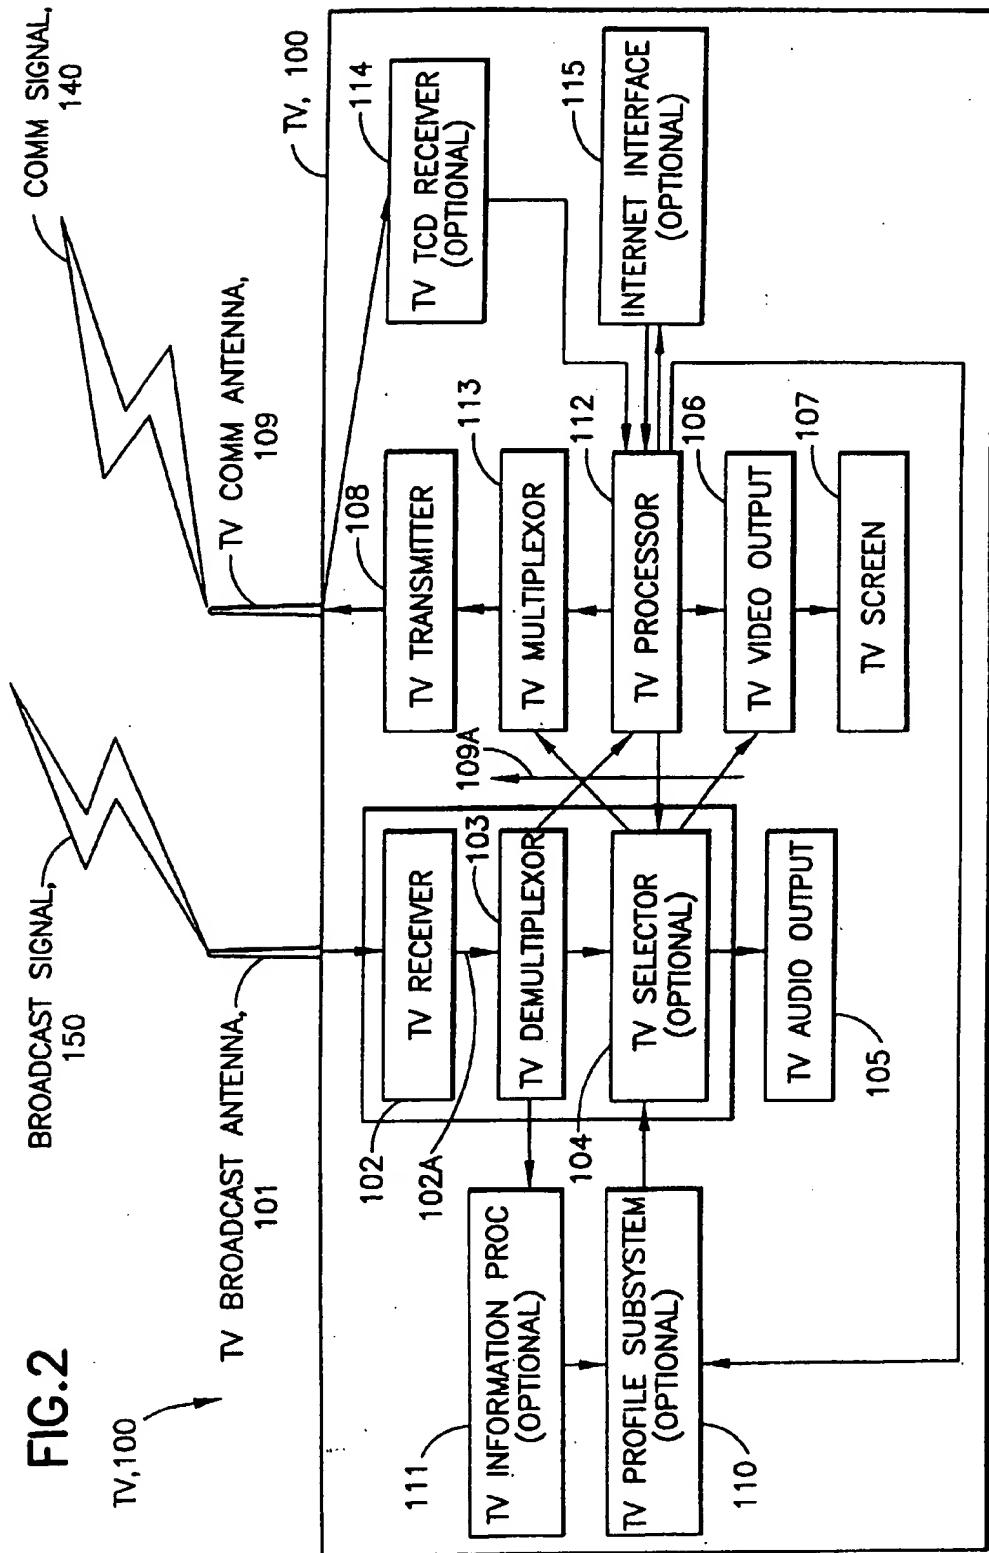 FIG.2
TV,100
BROADCAST SIGNAL,
150
COMM SIGNAL,
140
TV BROADCAST ANTENNA,
101
TV COMM ANTENNA,
109
TV, 100
102
TV RECEIVER
102A
108
TV TRANSMITTER
114
TV TCD RECEIVER
(OPTIONAL)
111
TV INFORMATION PROC
(OPTIONAL)
103
TV DEMULTIPLEXOR
109A
113
TV MULTIPLEXOR
110
TV PROFILE SUBSYSTEM
(OPTIONAL)
104
TV SELECTOR
(OPTIONAL)
112
TV PROCESSOR
115
INTERNET INTERFACE
(OPTIONAL)
105
TV AUDIO OUTPUT
106
TV VIDEO OUTPUT
107
TV SCREEN